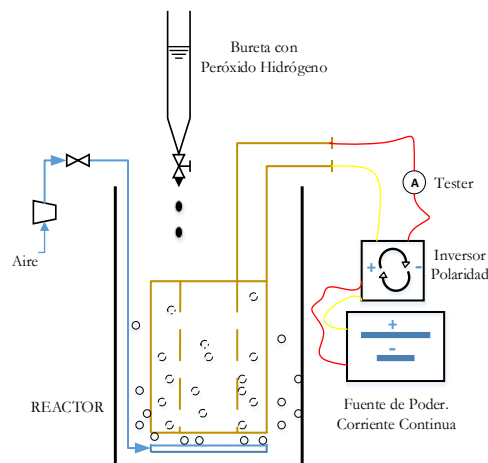 Bureta con
Peróxido Hidrógeno
A
Tester
Aire
+
-
Inversor
Polaridad
+
-
REACTOR
Fuente de Poder.
Corriente Continua